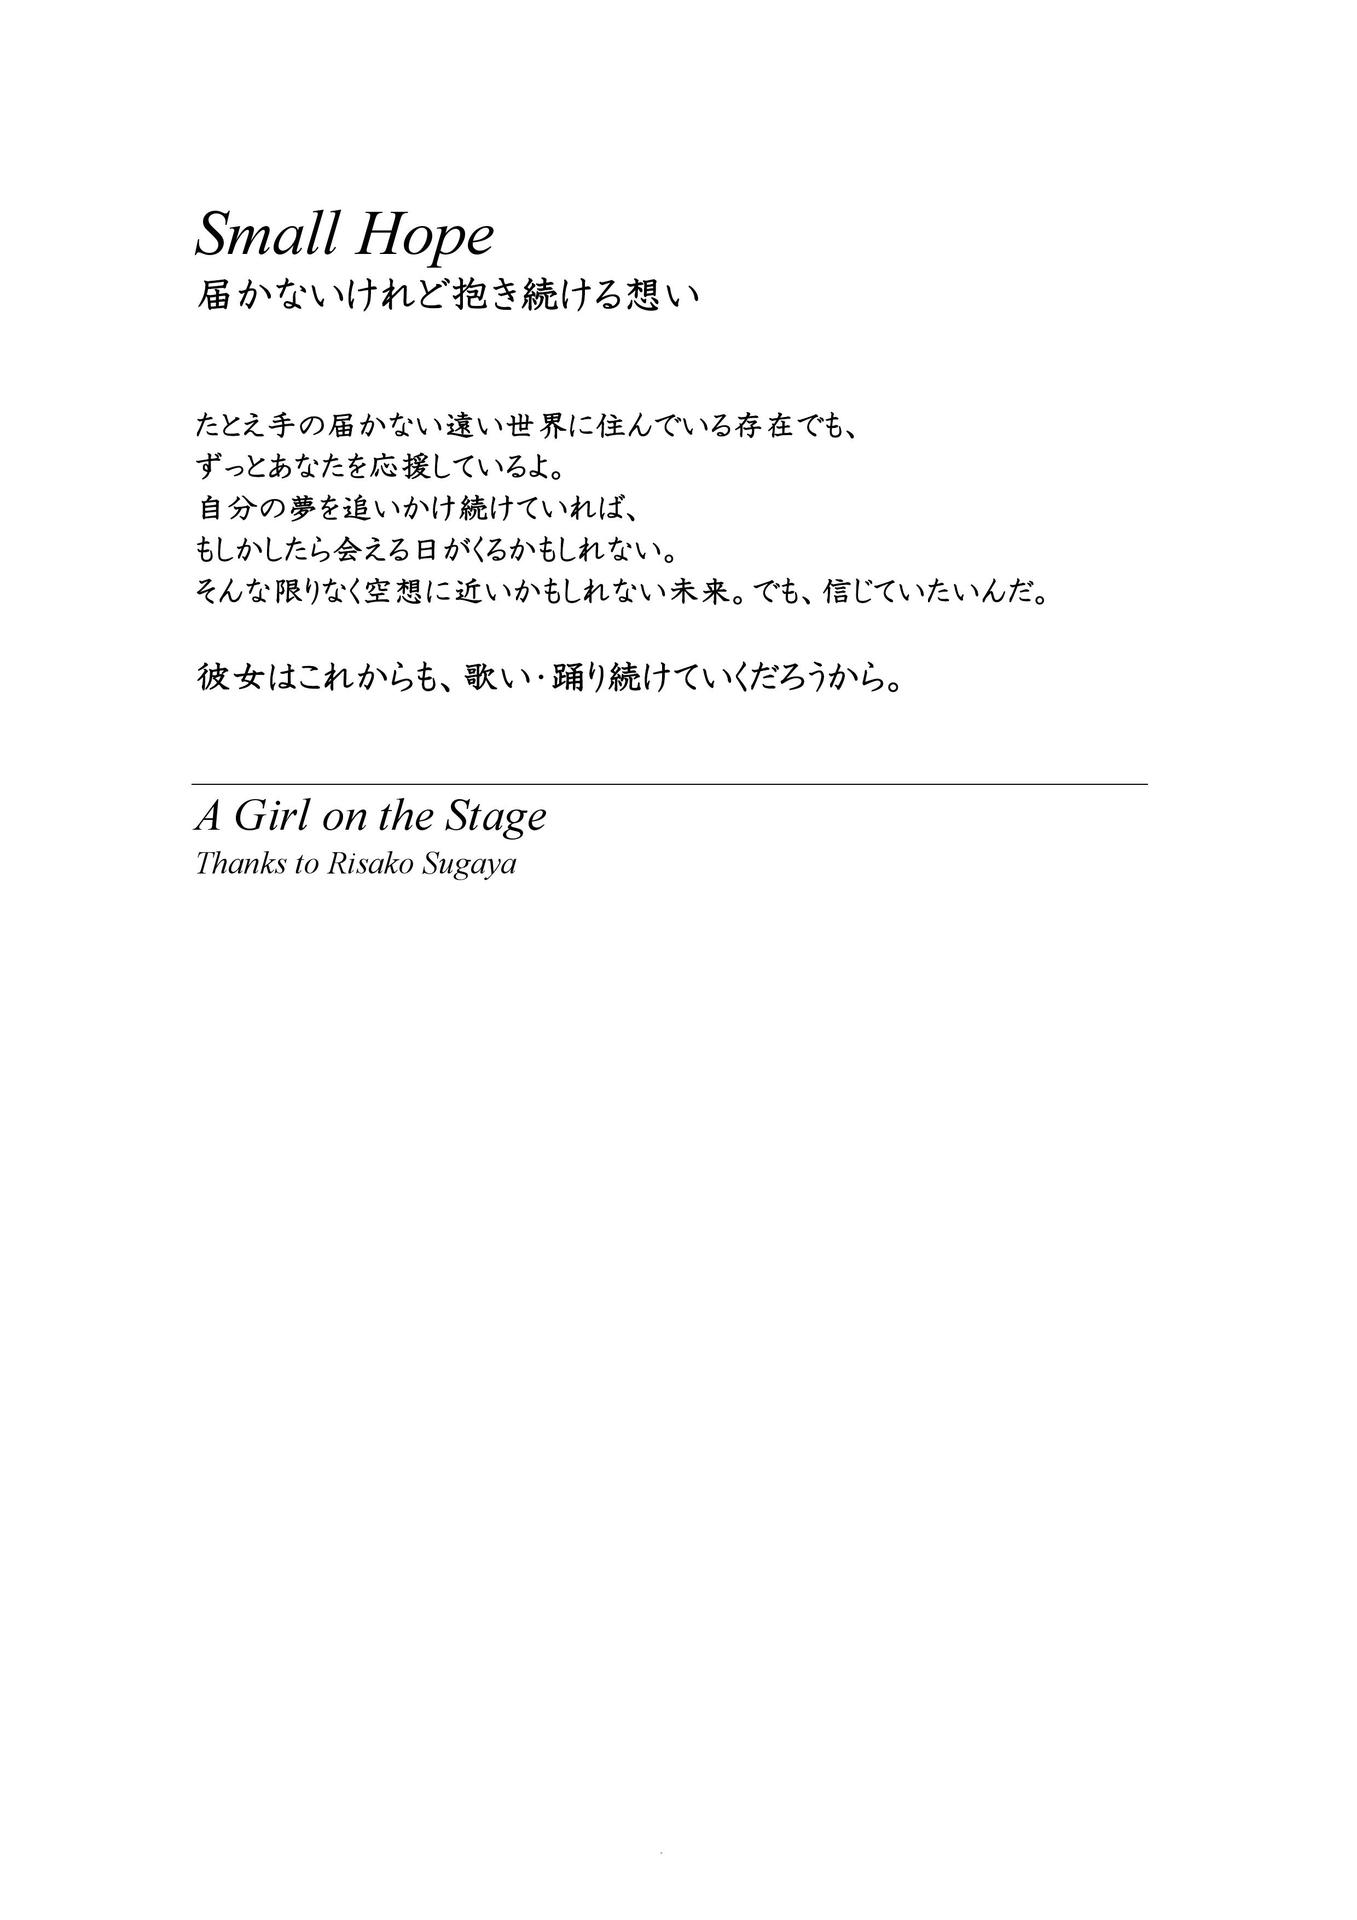 Small Hope
届かないけれど抱き続ける想い
たとえ手の届かない遠い世界に住んでいる存在でも、
ずっとあなたを応援しているよ。
自分の夢を追いかけ続けていれば、
もしかしたら会える日がくるかもしれない。
そんな限りなく空想に近いかもしれない未来。でも、信じていたいんだ。
彼女はこれからも、歌い・踊り続けていくだろうから。
A Girl on the Stage
Thanks to Risako Sugaya